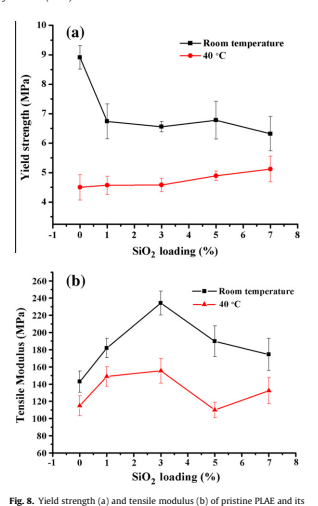 (a)
Room temperature
40 °C
Yield strength (MPa)
10
9
8
7
6
5
4
-1 0 1 2 3 4 5 6 7 8
SiO2 loading (%)
(b)
Room temperature
40 °C
Tensile Modulus (MPa)
260
240
220
200
180
160
140
120
100
80
60
-1 0 1 2 3 4 5 6 7 8
SiO2 loading (%)
Fig. 8. Yield strength (a) and tensile modulus (b) of pristine PLAE and its